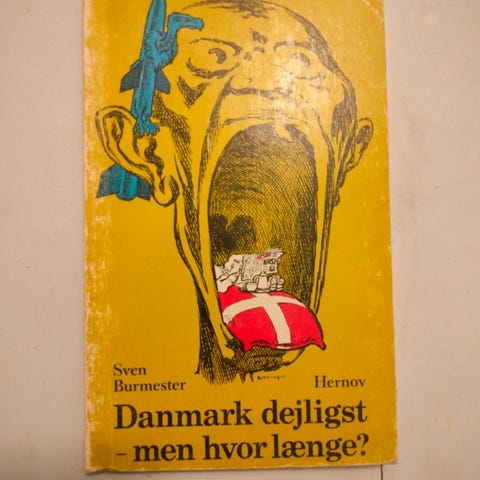 Sven
Burmester
Hernov
Danmark dejligst
- men hvor længe?